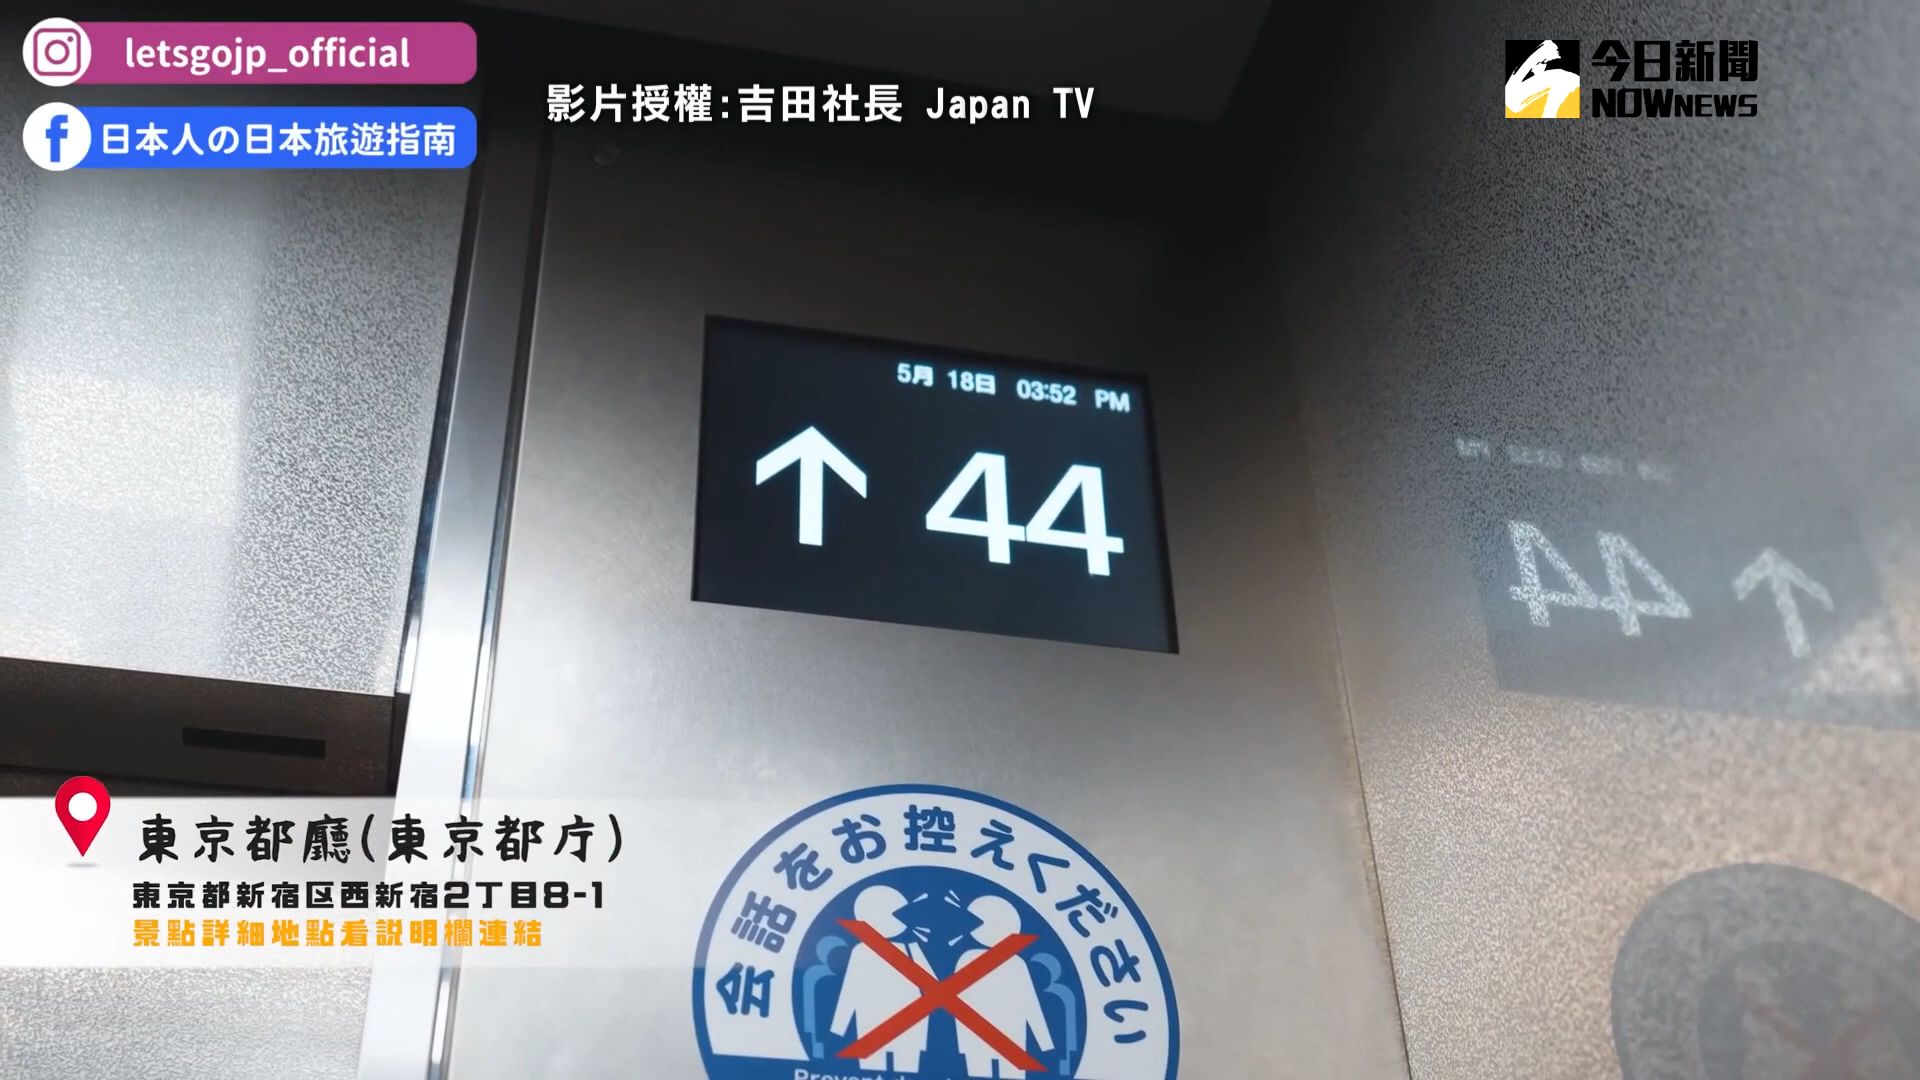 letsgojp_official
日本人の日本旅遊指南
影片授權:吉田社長 Japan TV
今日新聞
NOWNEWS
5月 18日 03:52 PM
↑ 44
会話をお控えください
東京都廳(東京都庁)
東京都新宿区西新宿2丁目8-1
景點詳細地點看說明欄連結